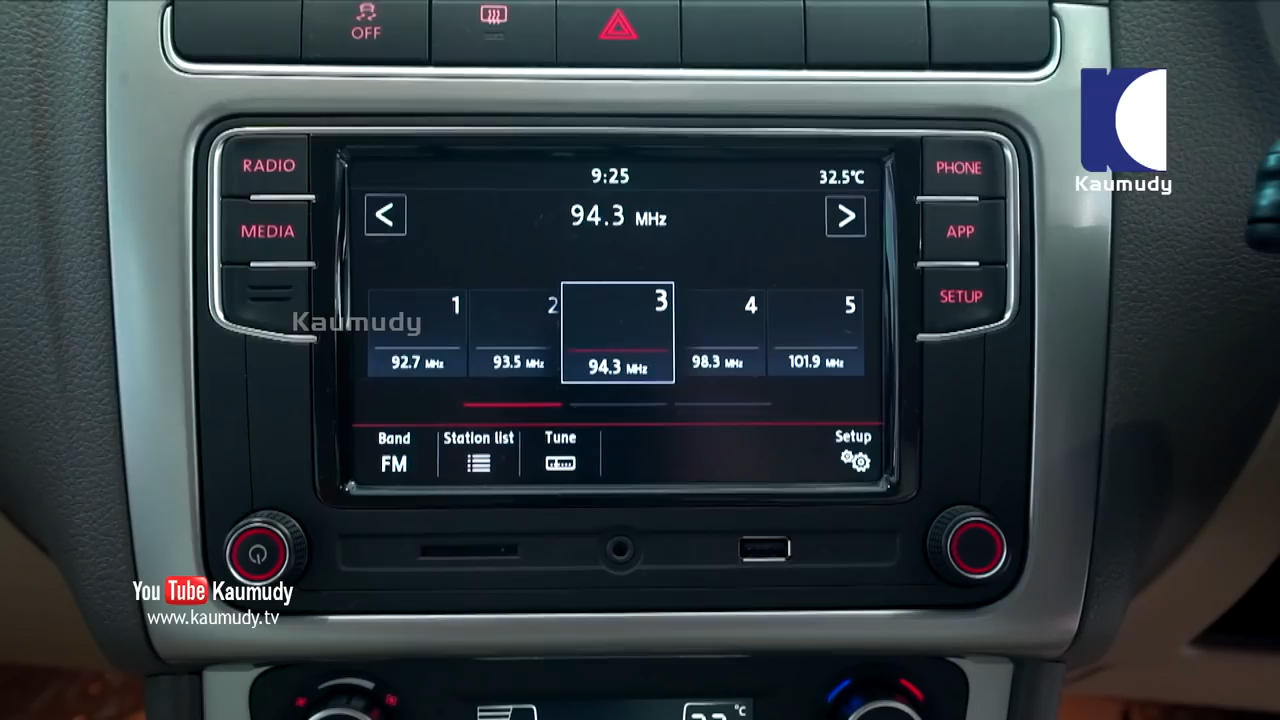 OFF
RADIO
MEDIA
PHONE
APP
SETUP
9:25
32.5°C
<
94.3 MHz
>
1
2
3
4
5
92.7 MHz
93.5 MHz
94.3 MHz
98.3 MHz
101.9 MHz
Band
FM
Station list
Tune
Setup
Kaumudy
Kaumudy
You Tube Kaumudy
www.kaumudy.tv
°C